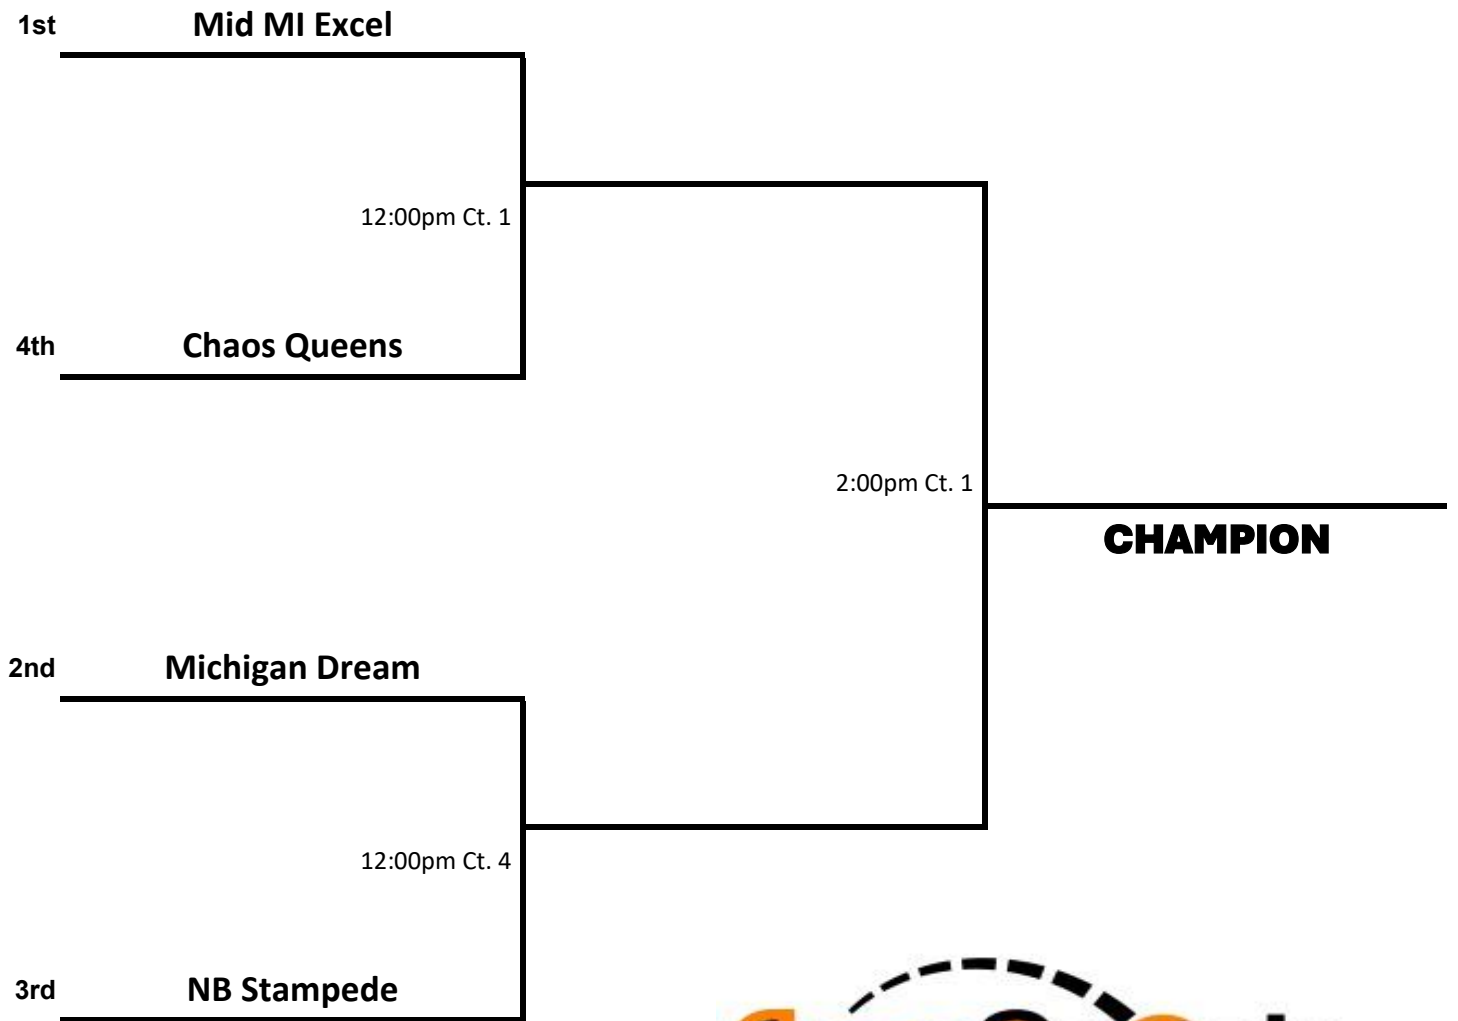 1st Mid MI Excel
12:00pm Ct. 1
4th Chaos Queens
2:00pm Ct. 1
CHAMPION
2nd Michigan Dream
12:00pm Ct. 4
3rd NB Stampede